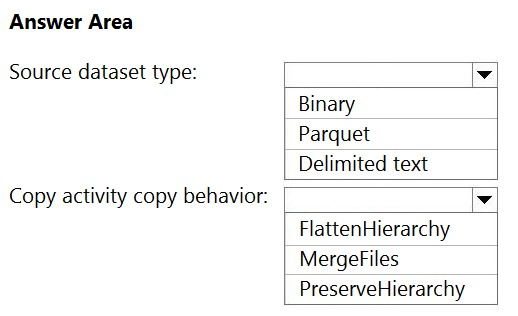 Answer Area
Source dataset type:
Binary
Parquet
Delimited text
Copy activity copy behavior:
FlattenHierarchy
MergeFiles
PreserveHierarchy